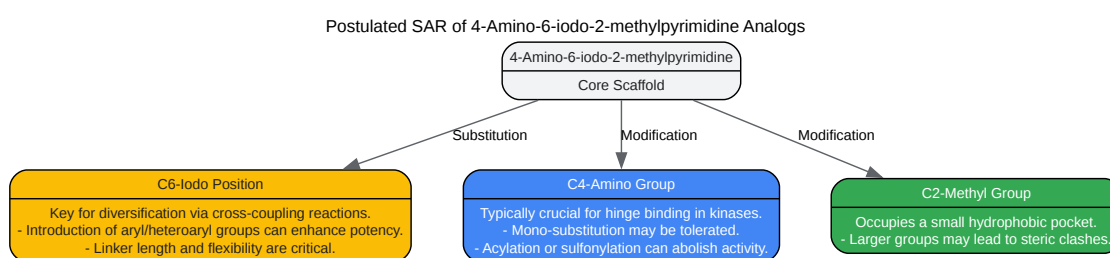 Postulated SAR of 4-Amino-6-iodo-2-methylpyrimidine Analogs
4-Amino-6-iodo-2-methylpyrimidine
Core Scaffold
Substitution
Modification
Modification
C6-Iodo Position
Key for diversification via cross-coupling reactions.
- Introduction of aryl/heteroaryl groups can enhance potency.
- Linker length and flexibility are critical.
C4-Amino Group
Typically crucial for hinge binding in kinases.
- Mono-substitution may be tolerated.
- Acylation or sulfonylation can abolish activity.
C2-Methyl Group
Occupies a small hydrophobic pocket.
- Larger groups may lead to steric clashes.